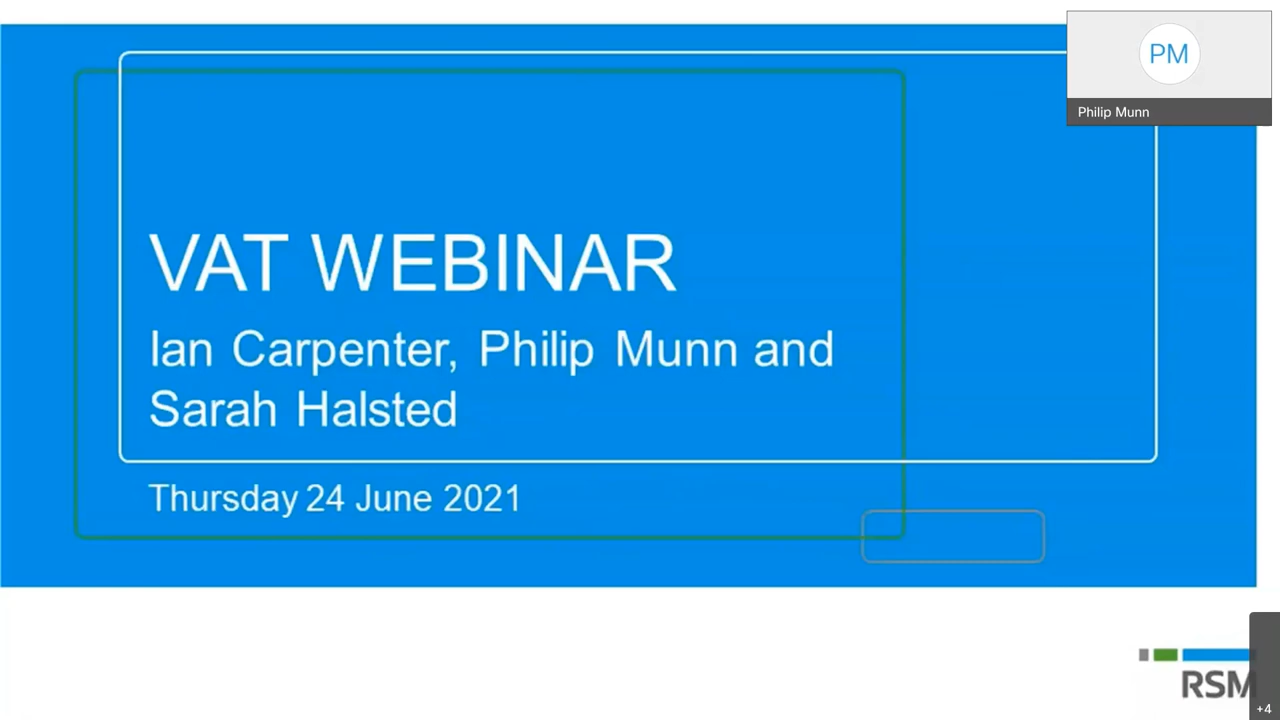 PM
Philip Munn
VAT WEBINAR
Ian Carpenter, Philip Munn and
Sarah Halsted
Thursday 24 June 2021
RSM
+4